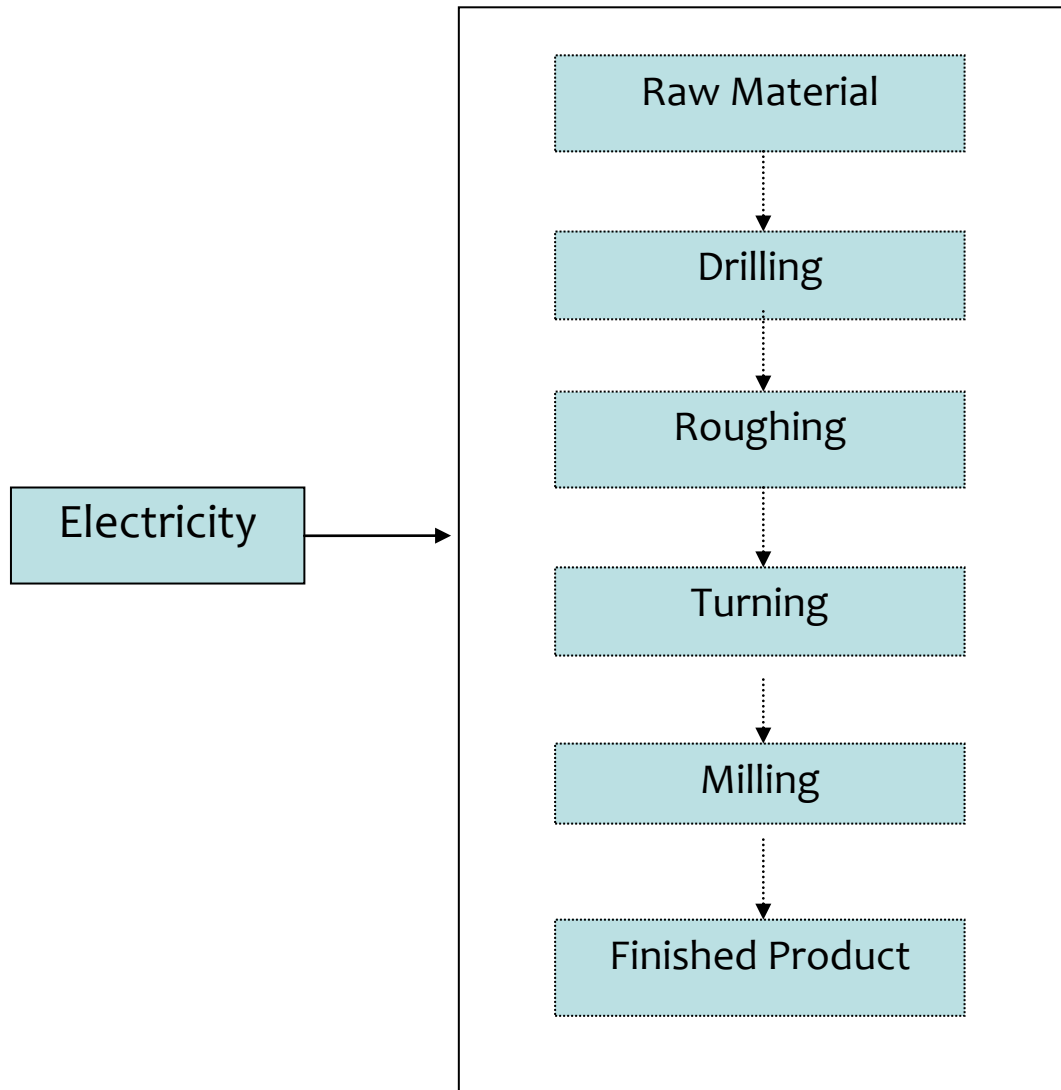 Raw Material
Drilling
Roughing
Electricity
Turning
Milling
Finished Product